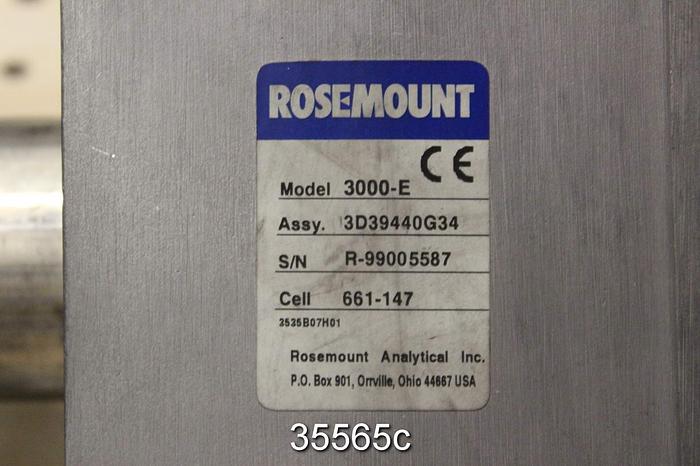 ROSEMOUNT
CE
Model 3000-E
Assy. 3D39440G34
S/N R-99005587
Cell 661-147
3535B07H01
Rosemount Analytical Inc.
P.O. Box 901, Orrville, Ohio 44667 USA
35565c